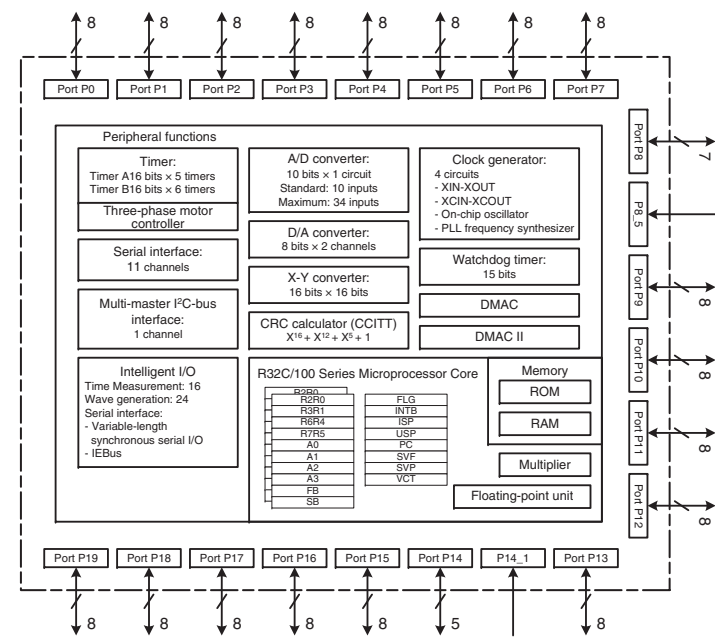 8 8 8 8 8 8 8 8
Port P0 Port P1 Port P2 Port P3 Port P4 Port P5 Port P6 Port P7
Peripheral functions
Timer:
Timer A16 bits × 5 timers
Timer B16 bits × 6 timers
Three-phase motor
controller
Serial interface:
11 channels
Multi-master I²C-bus
interface:
1 channel
Intelligent I/O
Time Measurement: 16
Wave generation: 24
Serial interface:
- Variable-length
synchronous serial I/O
- IEBus
A/D converter:
10 bits × 1 circuit
Standard: 10 inputs
Maximum: 34 inputs
D/A converter:
8 bits × 2 channels
X-Y converter:
16 bits × 16 bits
CRC calculator (CCITT)
X¹⁶ + X¹² + X⁵ + 1
Clock generator:
4 circuits
- XIN-XOUT
- XCIN-XCOUT
- On-chip oscillator
- PLL frequency synthesizer
Watchdog timer:
15 bits
DMAC
DMAC II
R32C/100 Series Microprocessor Core
R2R0
R2R0
R3R1
R6R4
R7R5
A0
A1
A2
A3
FB
SB
FLG
INTB
ISP
USP
PC
SVF
SVP
VCT
Memory
ROM
RAM
Multiplier
Floating-point unit
Port P8
7
P8_5
Port P9
8
Port P10
8
Port P11
8
Port P12
8
Port P19 Port P18 Port P17 Port P16 Port P15 Port P14 P14_1 Port P13
8 8 8 8 8 5 8